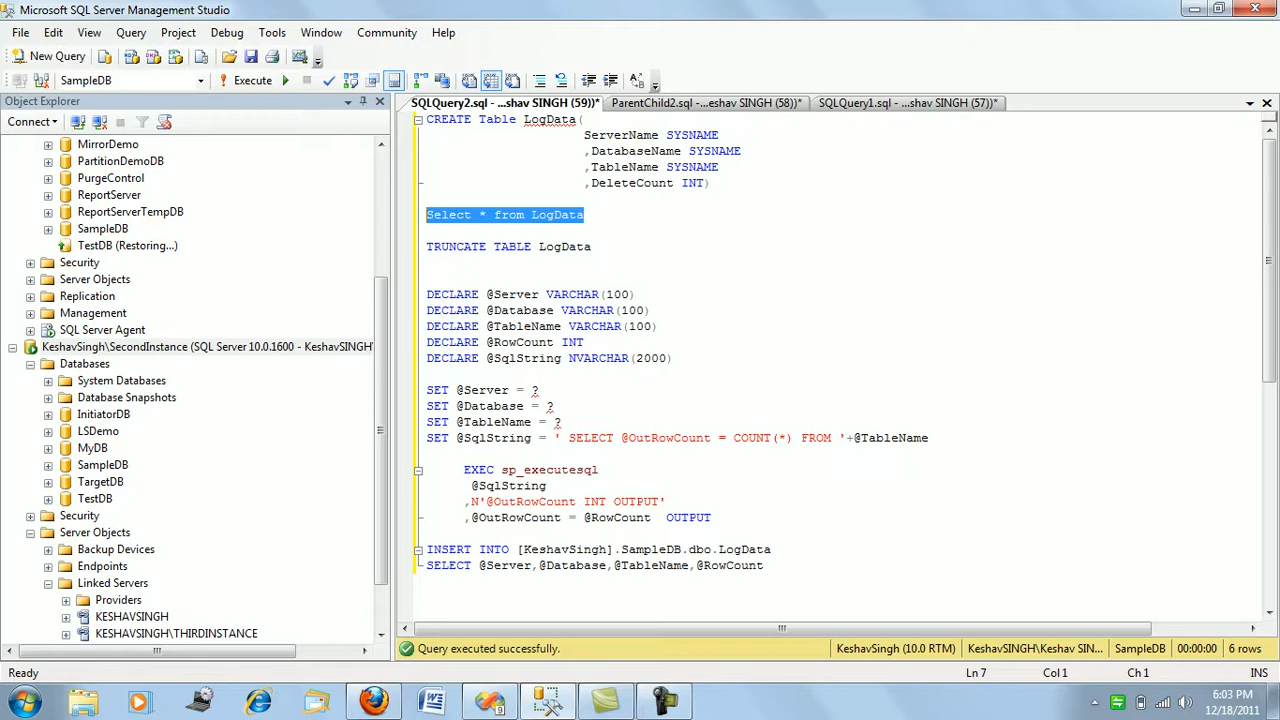 Microsoft SQL Server Management Studio
File Edit View Query Project Debug Tools Window Community Help
New Query
SampleDB Execute
Object Explorer
SQLQuery2.sql - ...shav SINGH (59))* ParentChild2.sql -...eshav SINGH (58))* SQLQuery1.sql - ...shav SINGH (57))*
Connect
MirrorDemo
PartitionDemoDB
PurgeControl
ReportServer
ReportServerTempDB
SampleDB
TestDB (Restoring...)
Security
Server Objects
Replication
Management
SQL Server Agent
KeshavSingh\SecondInstance (SQL Server 10.0.1600 - KeshavSINGH
Databases
System Databases
Database Snapshots
InitiatorDB
LSDemo
MyDB
SampleDB
TargetDB
TestDB
Security
Server Objects
Backup Devices
Endpoints
Linked Servers
Providers
KESHAVSINGH
KESHAVSINGH\THIRDINSTANCE
CREATE Table LogData(
ServerName SYSNAME
,DatabaseName SYSNAME
,TableName SYSNAME
,DeleteCount INT)
Select * from LogData
TRUNCATE TABLE LogData
DECLARE @Server VARCHAR(100)
DECLARE @Database VARCHAR(100)
DECLARE @TableName VARCHAR(100)
DECLARE @RowCount INT
DECLARE @SqlString NVARCHAR(2000)
SET @Server = ?
SET @Database = ?
SET @TableName = ?
SET @SqlString = ' SELECT @OutRowCount = COUNT(*) FROM '+@TableName
EXEC sp_executesql
@SqlString
,N'@OutRowCount INT OUTPUT'
,@OutRowCount = @RowCount OUTPUT
INSERT INTO [KeshavSingh].SampleDB.dbo.LogData
SELECT @Server,@Database,@TableName,@RowCount
Query executed successfully. KeshavSingh (10.0 RTM) KeshavSINGH\Keshav SIN... SampleDB 00:00:00 6 rows
Ready Ln 7 Col 1 Ch 1 INS
6:03 PM
12/18/2011